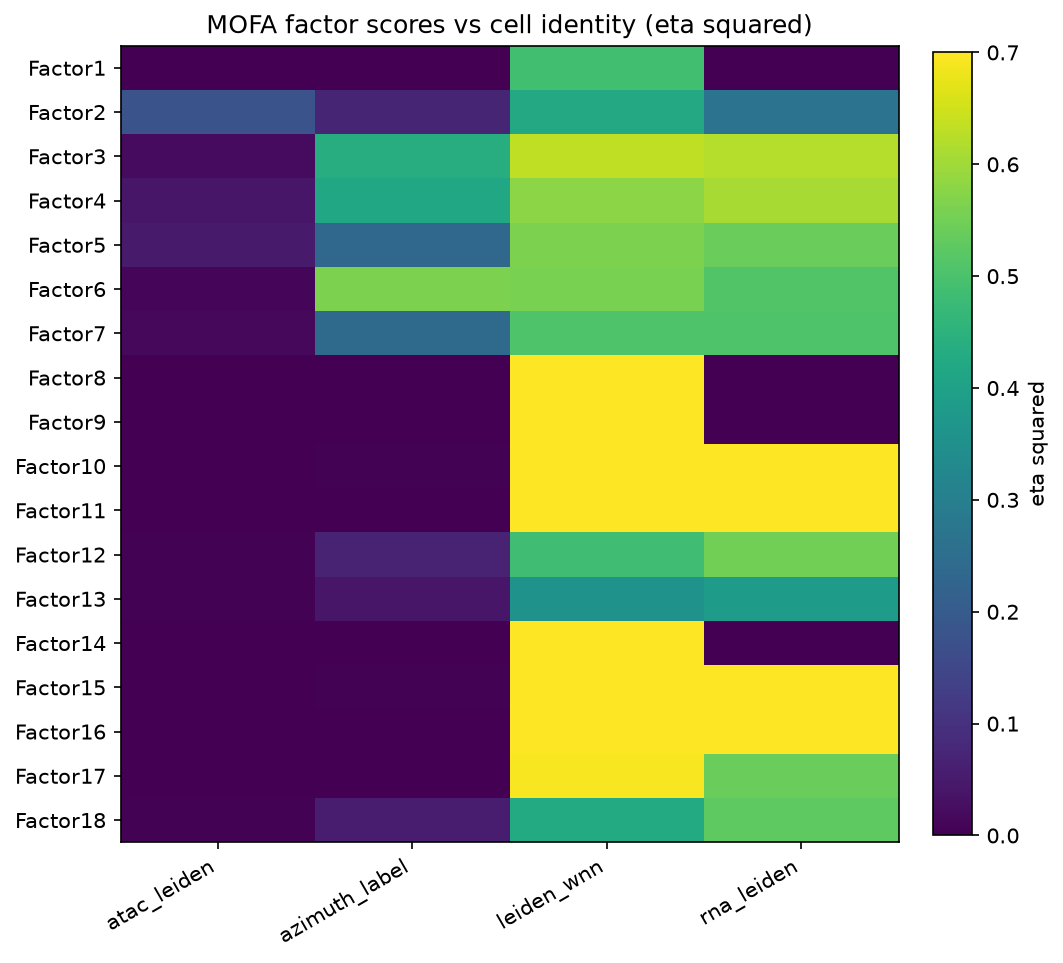 MOFA factor scores vs cell identity (eta squared)
Factor1
Factor2
Factor3
Factor4
Factor5
Factor6
Factor7
Factor8
Factor9
Factor10
Factor11
Factor12
Factor13
Factor14
Factor15
Factor16
Factor17
Factor18
atac_leiden
azimuth_label
leiden_wnn
rna_leiden
0.7
0.6
0.5
0.4
0.3
0.2
0.1
0.0
eta squared